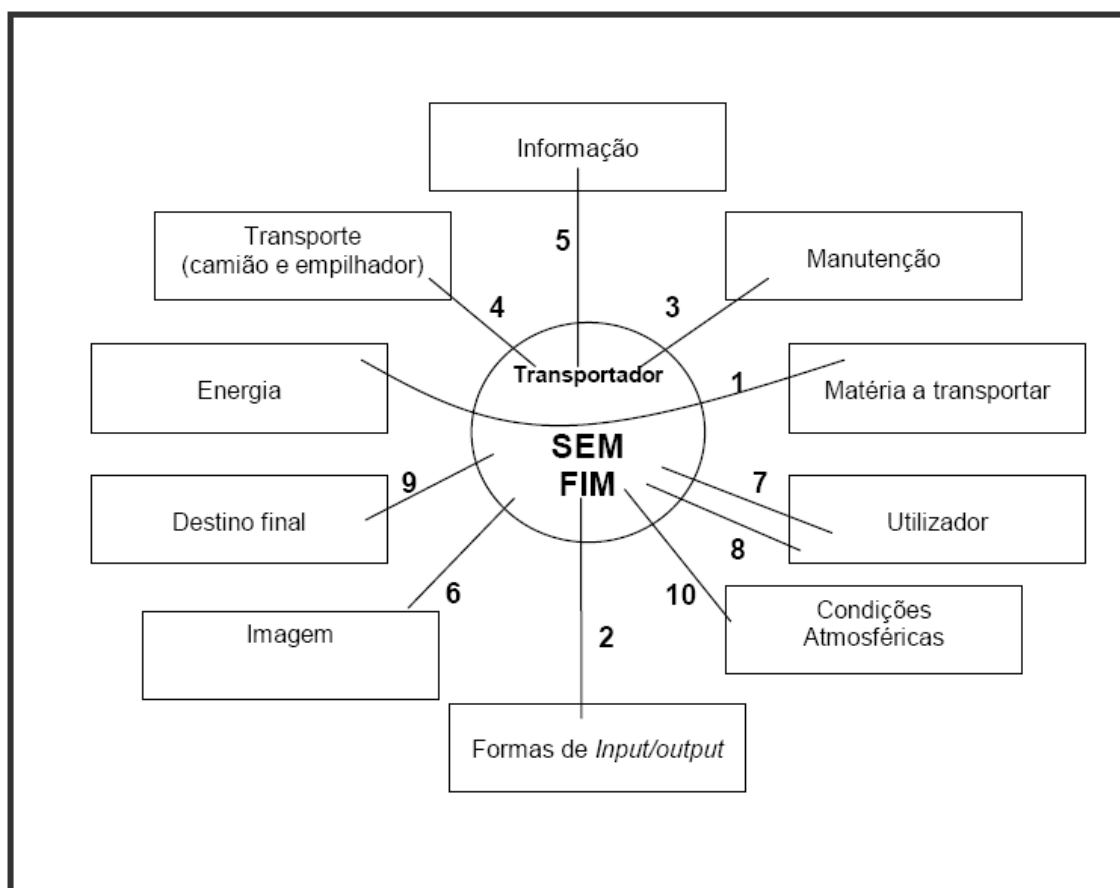 Informação
5
Transporte
(camião e empilhador)
Manutenção
4
3
Transportador
Energia
1
Matéria a transportar
SEM
FIM
9
7
Destino final
Utilizador
8
6
10
Condições
Atmosféricas
Imagem
2
Formas de Input/output